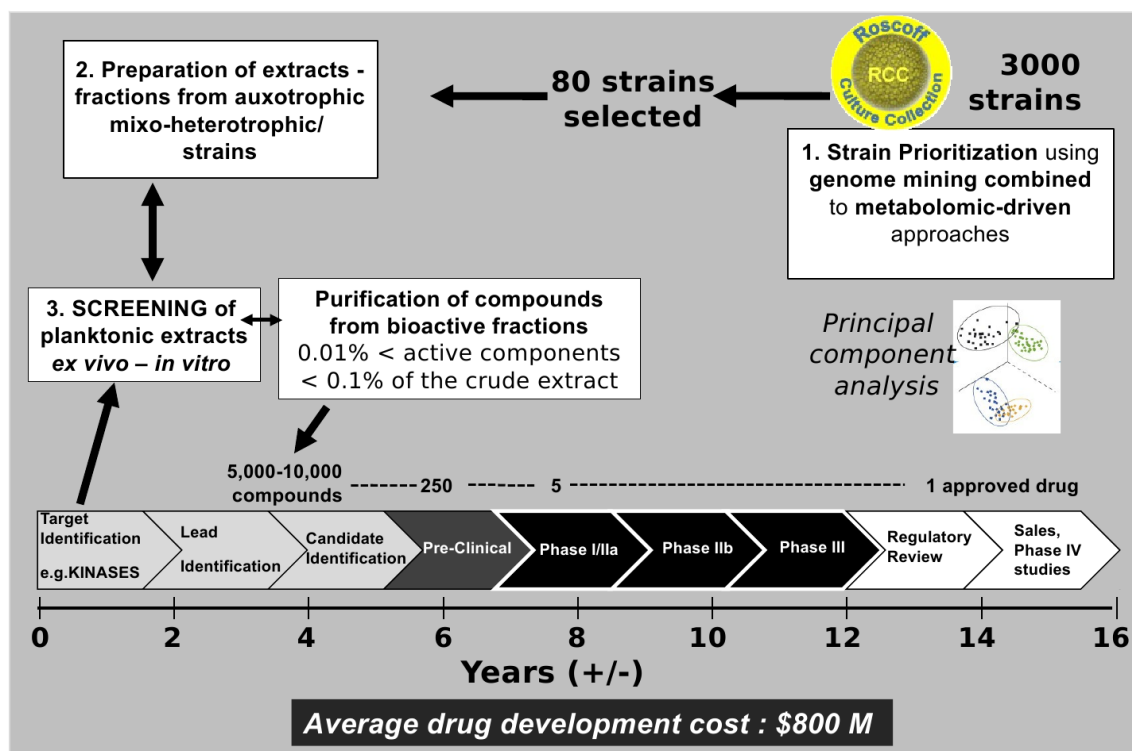 Roscoff
RCC
Culture Collection
3000
strains
80 strains
selected
1. Strain Prioritization using
genome mining combined
to metabolomic-driven
approaches
2. Preparation of extracts -
fractions from auxotrophic
mixo-heterotrophic/
strains
3. SCREENING of
planktonic extracts
ex vivo – in vitro
Purification of compounds
from bioactive fractions
0.01% < active components
< 0.1% of the crude extract
Principal
component
analysis
5,000-10,000
compounds
250
5
1 approved drug
Target
Identification
e.g.KINASES
Lead
Identification
Candidate
Identification
Pre-Clinical
Phase I/IIa
Phase IIb
Phase III
Regulatory
Review
Sales,
Phase IV
studies
0 2 4 6 8 10 12 14 16
Years (+/-)
Average drug development cost : $800 M